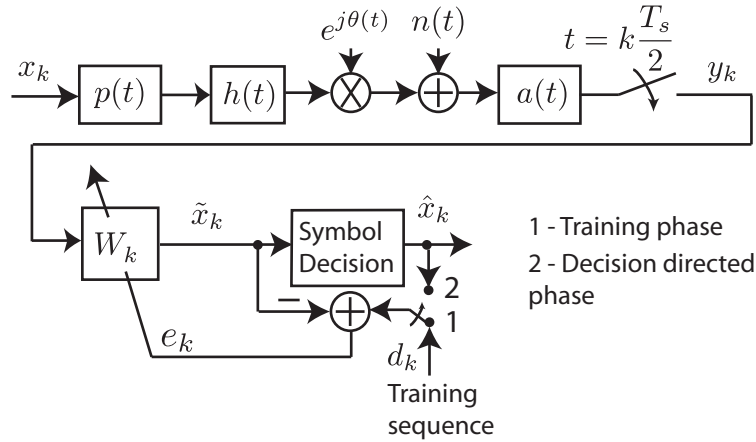 e^{jθ(t)} n(t)
t = k \frac{T_s}{2}
x_k p(t) h(t) × + a(t) y_k
W_k x̃_k Symbol Decision x̂_k
1 - Training phase
2 - Decision directed
phase
− + 2
1
e_k d_k
Training
sequence